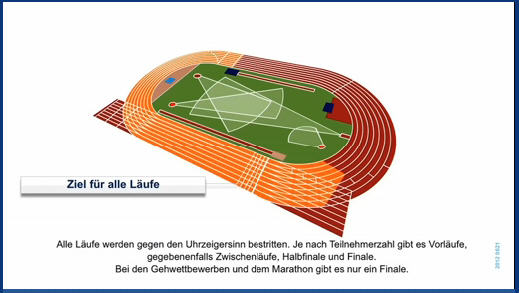 Ziel für alle Läufe
Alle Läufe werden gegen den Uhrzeigersinn bestritten. Je nach Teilnehmerzahl gibt es Vorläufe,
gegebenenfalls Zwischenläufe, Halbfinale und Finale.
Bei den Gehwettbewerben und dem Marathon gibt es nur ein Finale.
2012 0621